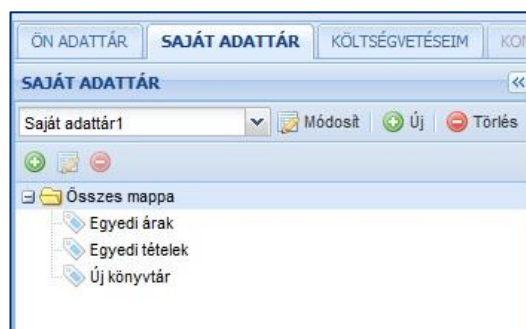 ÖN ADATTÁR SAJÁT ADATTÁR KÖLTSÉGVETÉSEIM
SAJÁT ADATTÁR
Saját adattár1 Módosít Új Törlés
Összes mappa
Egyedi árak
Egyedi tételek
Új könyvtár